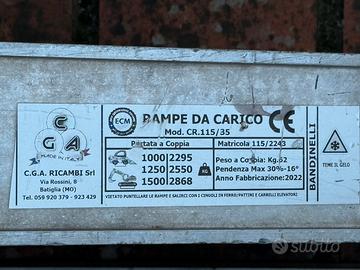 C
G A
MADE IN ITALY
C.G.A. RICAMBI Srl
Via Rossini, 8
Batiglia (MO)
Tel. 059 920 379 - 923 429
ECM
RAMPE DA CARICO CE
Mod. CR.115/35
Portata a Coppia
1000 2295
1250 2550
KG
1500 2868
Matricola 115/2243
Peso a Coppia: Kg.62
Pendenza Max 30%-16°
Anno Fabbricazione:2022
VIETATO PUNTELLARE LE RAMPE E SALIRCI CON I CINGOLI IN FERRO/PATTINI E CARRELLI ELEVATORI
BANDINELLI
TEME IL GELO
subito